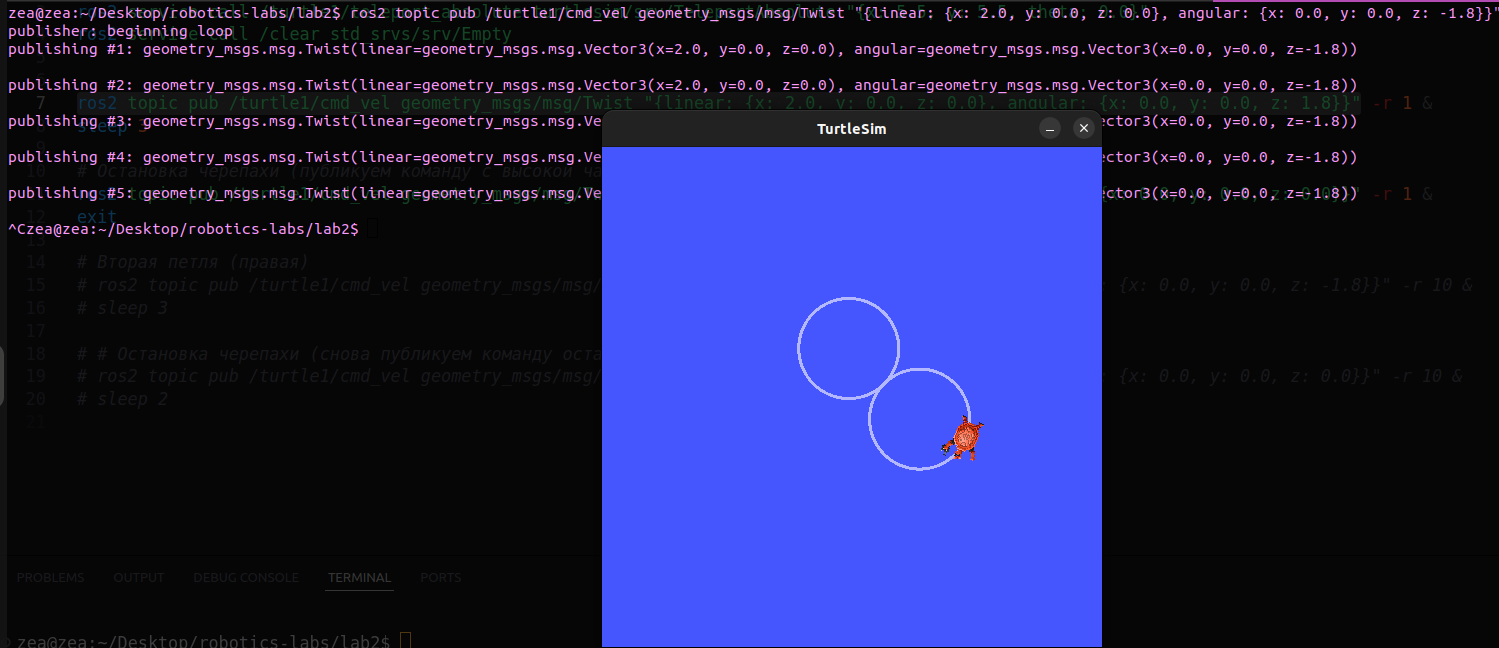 zea@zea:~/Desktop/robotics-labs/lab2$ ros2 topic pub /turtle1/cmd_vel geometry_msgs/msg/Twist "{linear: {x: 2.0, y: 0.0, z: 0.0}, angular: {x: 0.0, y: 0.0, z: -1.8}}"
publisher: beginning loop
ros2 service call /clear std_srvs/srv/Empty
publishing #1: geometry_msgs.msg.Twist(linear=geometry_msgs.msg.Vector3(x=2.0, y=0.0, z=0.0), angular=geometry_msgs.msg.Vector3(x=0.0, y=0.0, z=-1.8))
publishing #2: geometry_msgs.msg.Twist(linear=geometry_msgs.msg.Vector3(x=2.0, y=0.0, z=0.0), angular=geometry_msgs.msg.Vector3(x=0.0, y=0.0, z=-1.8))
7 ros2 topic pub /turtle1/cmd_vel geometry_msgs/msg/Twist "{linear: {x: 2.0, y: 0.0, z: 0.0}, angular: {x: 0.0, y: 0.0, z: 1.8}}" -r 1 &
publishing #3: geometry_msgs.msg.Twist(linear=geometry_msgs.msg.Ve ctor3(x=0.0, y=0.0, z=-1.8))
sleep 3
TurtleSim
publishing #4: geometry_msgs.msg.Twist(linear=geometry_msgs.msg.Ve ctor3(x=0.0, y=0.0, z=-1.8))
10 # Остановка черепахи (публикуем команду с высокой ча
publishing #5: geometry_msgs.msg.Twist(linear=geometry_msgs.msg.Ve ctor3(x=0.0, y=0.0, z=-1.8))
-r 1 &
12 exit
^Czea@zea:~/Desktop/robotics-labs/lab2$
13
14 # Вторая петля (правая)
15 # ros2 topic pub /turtle1/cmd_vel geometry_msgs/msg/ : {x: 0.0, y: 0.0, z: -1.8}}" -r 10 &
16 # sleep 3
17
18 # # Остановка черепахи (снова публикуем команду оста
19 # ros2 topic pub /turtle1/cmd_vel geometry_msgs/msg/ : {x: 0.0, y: 0.0, z: 0.0}}" -r 10 &
20 # sleep 2
21
PROBLEMS OUTPUT DEBUG CONSOLE TERMINAL PORTS
zea@zea:~/Desktop/robotics-labs/lab2$